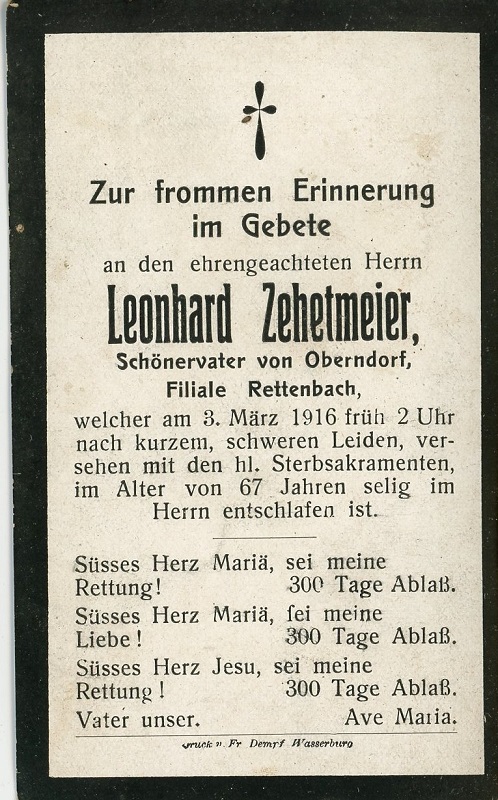 Zur frommen Erinnerung
im Gebete
an den ehrengeachteten Herrn
Leonhard Zehetmeier,
Schönervater von Oberndorf,
Filiale Rettenbach,
welcher am 3. März 1916 früh 2 Uhr
nach kurzem, schweren Leiden, ver-
sehen mit den hl. Sterbsakramenten,
im Alter von 67 Jahren selig im
Herrn entschlafen ist.
Süsses Herz Mariä, sei meine
Rettung! 300 Tage Ablaß.
Süsses Herz Mariä, sei meine
Liebe! 300 Tage Ablaß.
Süsses Herz Jesu, sei meine
Rettung! 300 Tage Ablaß.
Vater unser. Ave Maria.
Druck v. Fr Dempf Wasserburg